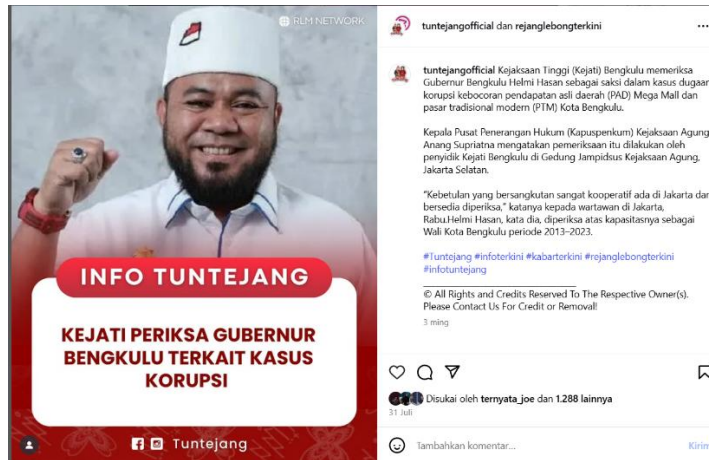 RLM NETWORK
INFO TUNTEJANG
KEJATI PERIKSA GUBERNUR
BENGKULU TERKAIT KASUS
KORUPSI
Tuntejang
tuntejangofficial dan rejanglebongterkini
tuntejangofficial Kejaksaan Tinggi (Kejati) Bengkulu memeriksa
Gubernur Bengkulu Helmi Hasan sebagai saksi dalam kasus dugaan
korupsi kebocoran pendapatan asli daerah (PAD) Mega Mall dan
pasar tradisional modern (PTM) Kota Bengkulu.
Kepala Pusat Penerangan Hukum (Kapuspenkum) Kejaksaan Agung
Anang Supriatna mengatakan pemeriksaan itu dilakukan oleh
penyidik Kejati Bengkulu di Gedung Jampidsus Kejaksaan Agung,
Jakarta Selatan.
"Kebetulan yang bersangkutan sangat kooperatif ada di Jakarta dan
bersedia diperiksa," katanya kepada wartawan di Jakarta,
Rabu.Helmi Hasan, kata dia, diperiksa atas kapasitasnya sebagai
Wali Kota Bengkulu periode 2013–2023.
#Tuntejang #infoterkini #kabarterkini #rejanglebongterkini
#infotuntejang
© All Rights and Credits Reserved To The Respective Owner(s).
Please Contact Us For Credit or Removal!
3 ming
Disukai oleh ternyata_joe dan 1.288 lainnya
31 Juli
Tambahkan komentar...
Kirim